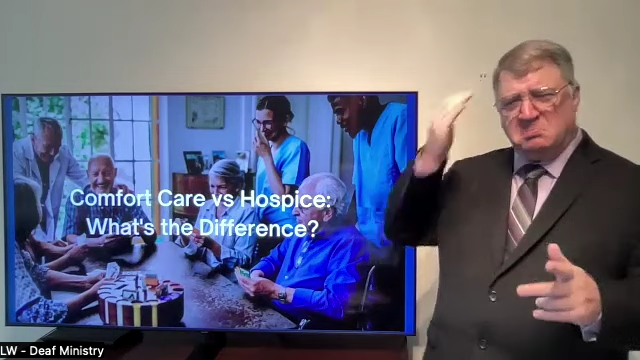 Comfort Care vs Hospice:
What's the Difference?
LW - Deaf Ministry